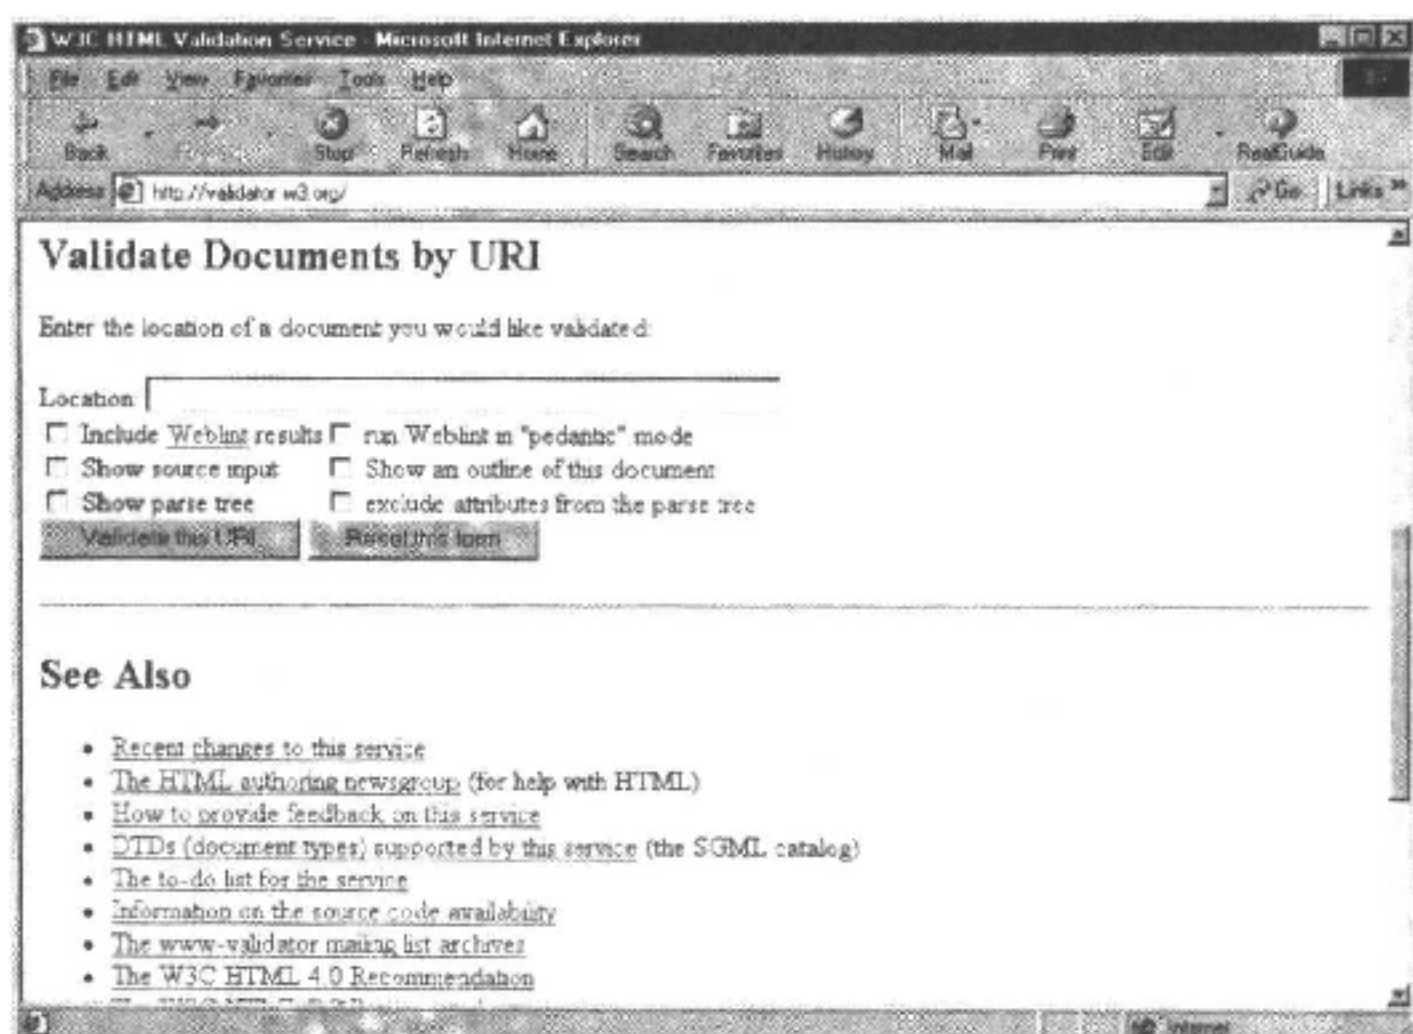 W3C HTML Validation Service - Microsoft Internet Explorer
File Edit View Favorites Tools Help
Back Stop Refresh Home Search Favorites History Mail Print Edit RealGuide
Address http://validator.w3.org/ Go Links »
Validate Documents by URI
Enter the location of a document you would like validated:
Location:
Include Weblint results run Weblint in "pedantic" mode
Show source input Show an outline of this document
Show parse tree exclude attributes from the parse tree
Validate this URI Reset this form
See Also
• Recent changes to this service
• The HTML authoring newsgroup (for help with HTML)
• How to provide feedback on this service
• DTDs (document types) supported by this service (the SGML catalog)
• The to-do list for the service
• Information on the source code availability
• The www-validator mailing list archives
• The W3C HTML 4.0 Recommendation
Internet